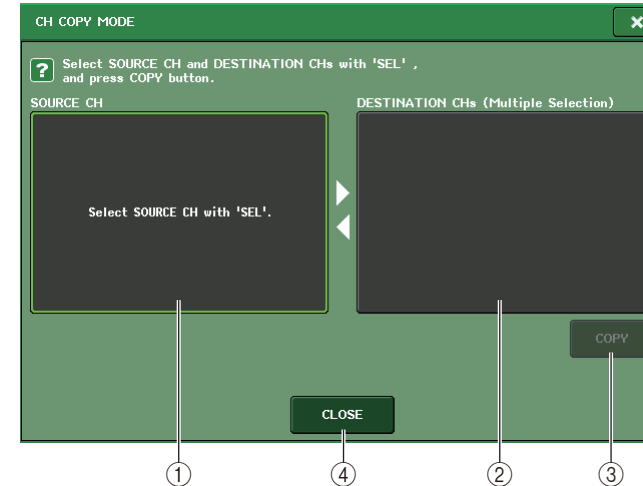 CH COPY MODE
×
? Select SOURCE CH and DESTINATION CHs with 'SEL' ,
and press COPY button.
SOURCE CH
DESTINATION CHs (Multiple Selection)
Select SOURCE CH with 'SEL'.
COPY
CLOSE
① ④ ② ③